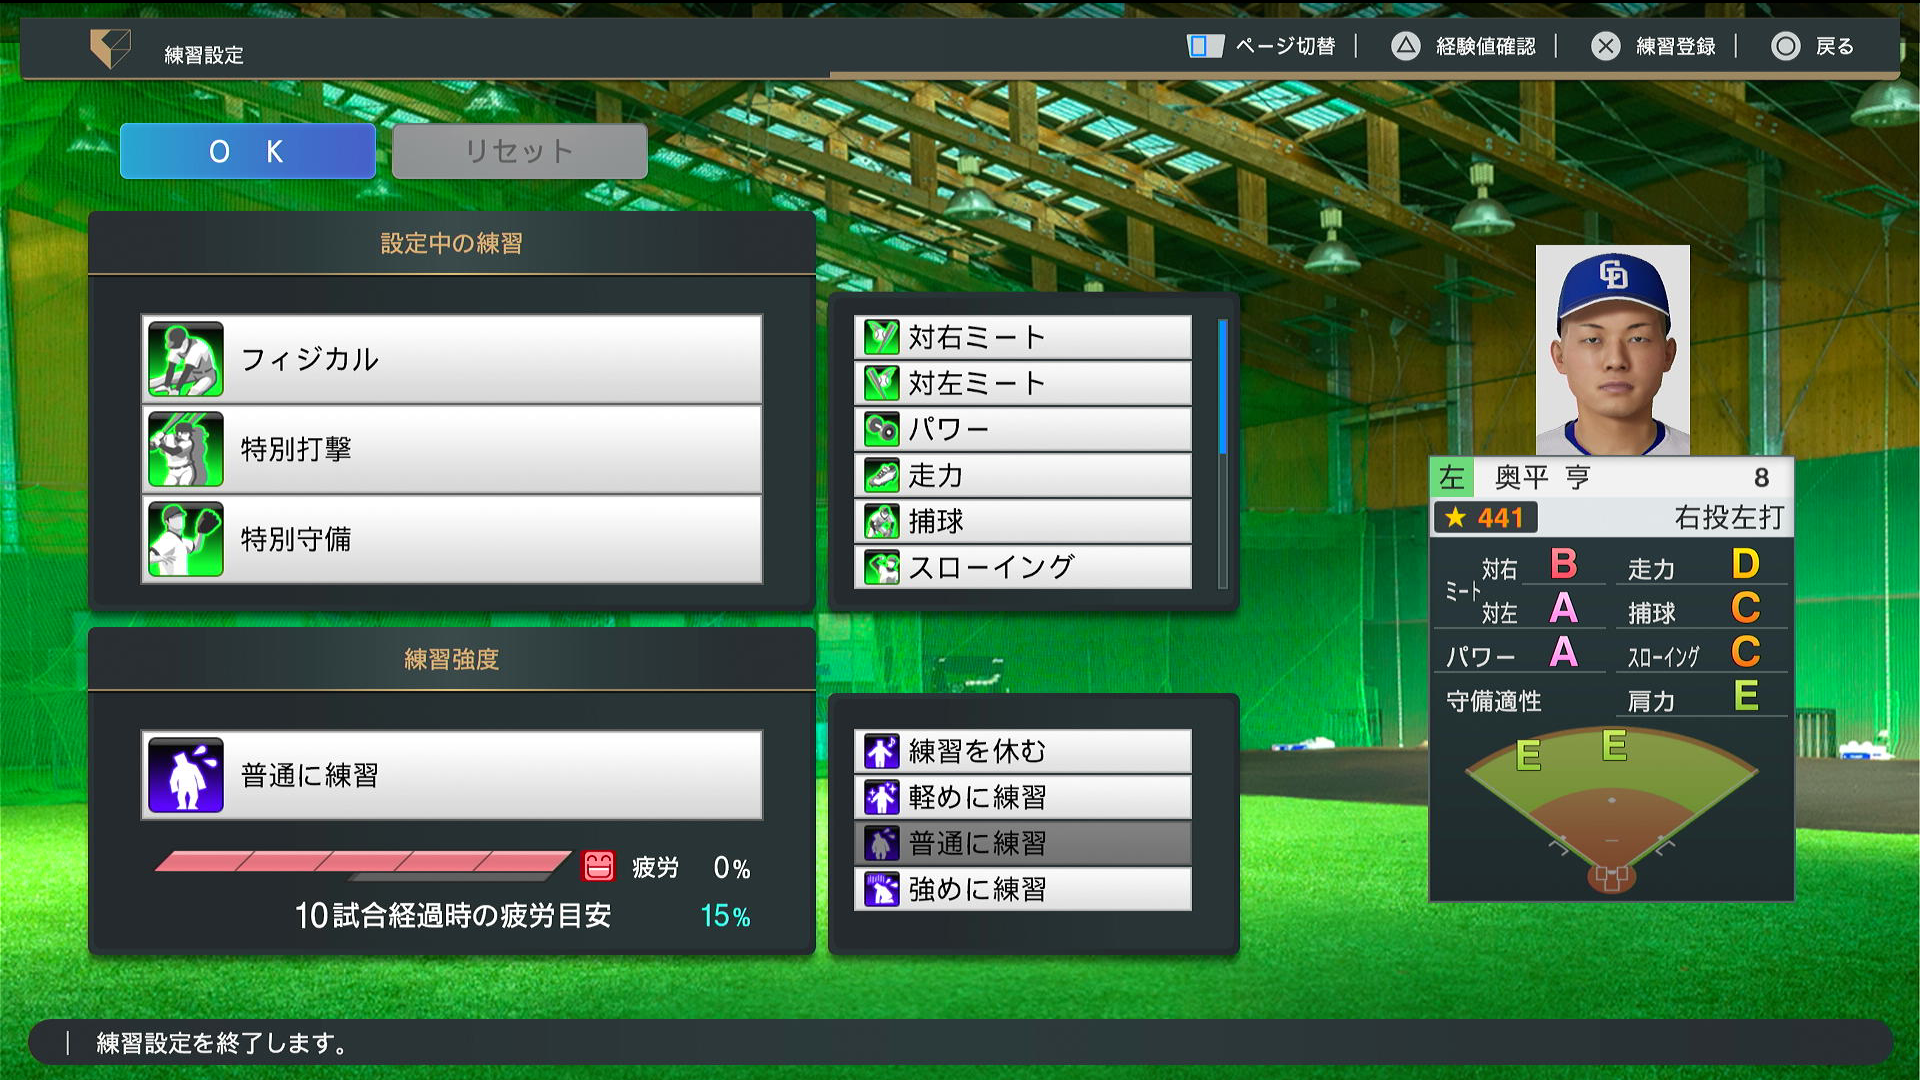 練習設定
ページ切替
経験値確認
練習登録
戻る
OK
リセット
設定中の練習
フィジカル
特別打撃
特別守備
対右ミート
対左ミート
パワー
走力
捕球
スローイング
練習強度
普通に練習
疲労 0%
10試合経過時の疲労目安 15%
練習を休む
軽めに練習
普通に練習
強めに練習
CD
左 奥平 亨 8
★ 441 右投左打
ミート 対右 B 走力 D
対左 A 捕球 C
パワー A スローイング C
守備適性 肩力 E
E E
練習設定を終了します。